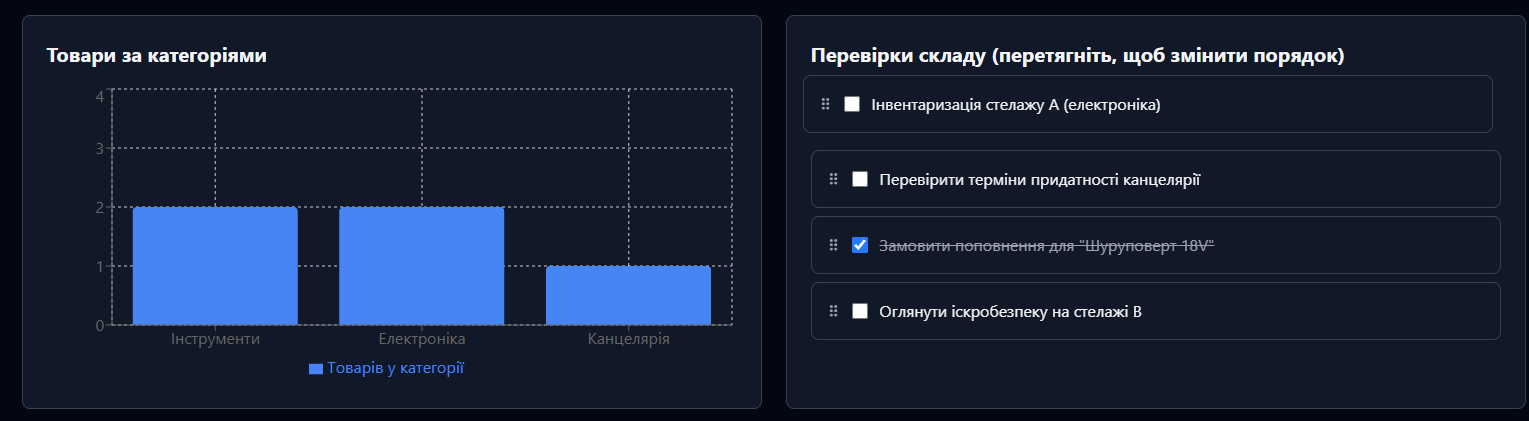 Товари за категоріями
4
3
2
1
0
Інструменти
Електроніка
Канцелярія
Товарів у категорії
Перевірки складу (перетягніть, щоб змінити порядок)
Інвентаризація стелажу А (електроніка)
Перевірити терміни придатності канцелярії
Замовити поповнення для "Шуруповерт 18V"
Оглянути іскробезпеку на стелажі B